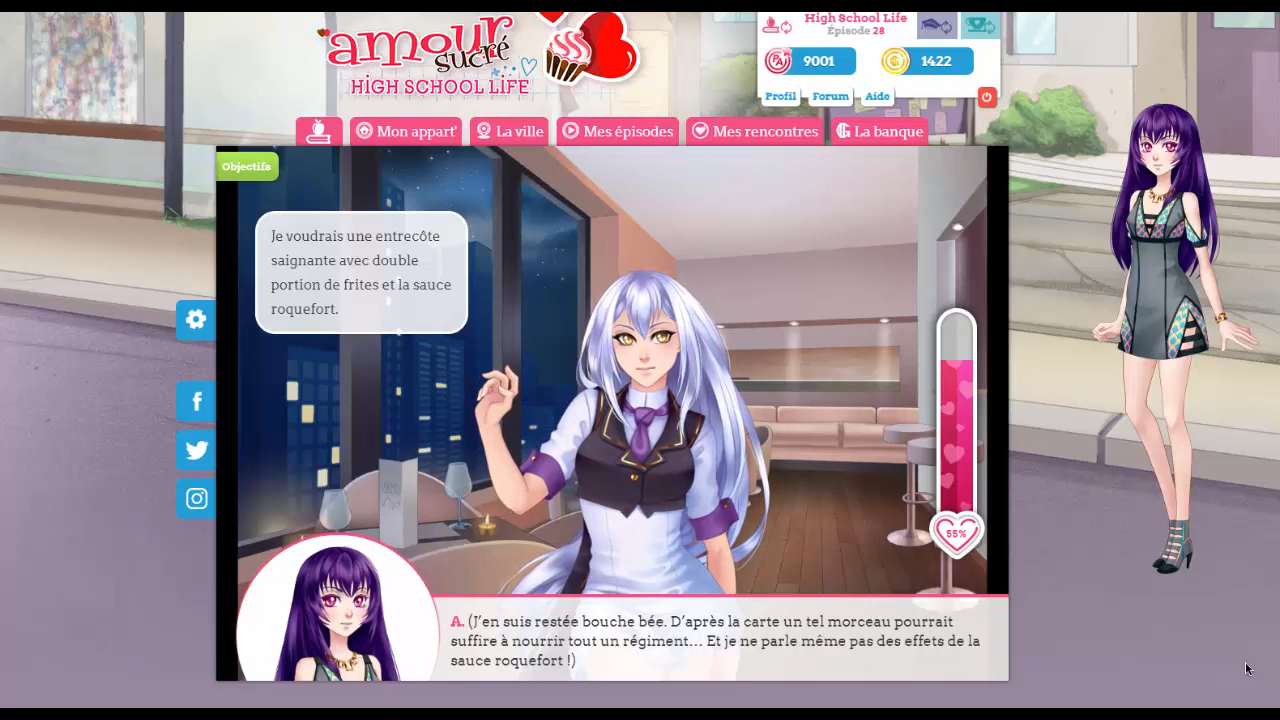 amour
sucré
HIGH SCHOOL LIFE
High School Life
Épisode 28
PA
9001
1422
Profil
Forum
Aide
Mon appart'
La ville
Mes épisodes
Mes rencontres
La banque
Objectifs
Je voudrais une entrecôte
saignante avec double
portion de frites et la sauce
roquefort.
55%
A. (J'en suis restée bouche bée. D'après la carte un tel morceau pourrait
suffire à nourrir tout un régiment... Et je ne parle même pas des effets de la
sauce roquefort !)